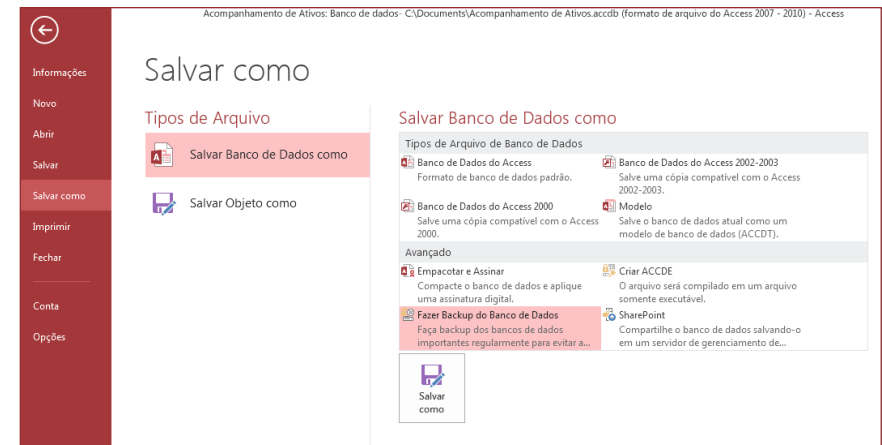 Acompanhamento de Ativos: Banco de dados- C:\Documents\Acompanhamento de Ativos.accdb (formato de arquivo do Access 2007 - 2010) - Access
Informações
Novo
Abrir
Salvar
Salvar como
Imprimir
Fechar
Conta
Opções
Salvar como
Tipos de Arquivo
Salvar Banco de Dados como
Salvar Objeto como
Salvar Banco de Dados como
Tipos de Arquivo de Banco de Dados
Banco de Dados do Access
Formato de banco de dados padrão.
Banco de Dados do Access 2002-2003
Salve uma cópia compatível com o Access
2002-2003.
Banco de Dados do Access 2000
Salve uma cópia compatível com o Access
2000.
Modelo
Salve o banco de dados atual como um
modelo de banco de dados (ACCDT).
Avançado
Empacotar e Assinar
Compacte o banco de dados e aplique
uma assinatura digital.
Criar ACCDE
O arquivo será compilado em um arquivo
somente executável.
Fazer Backup do Banco de Dados
Faça backup dos bancos de dados
importantes regularmente para evitar a...
SharePoint
Compartilhe o banco de dados salvando-o
em um servidor de gerenciamento de...
Salvar
como